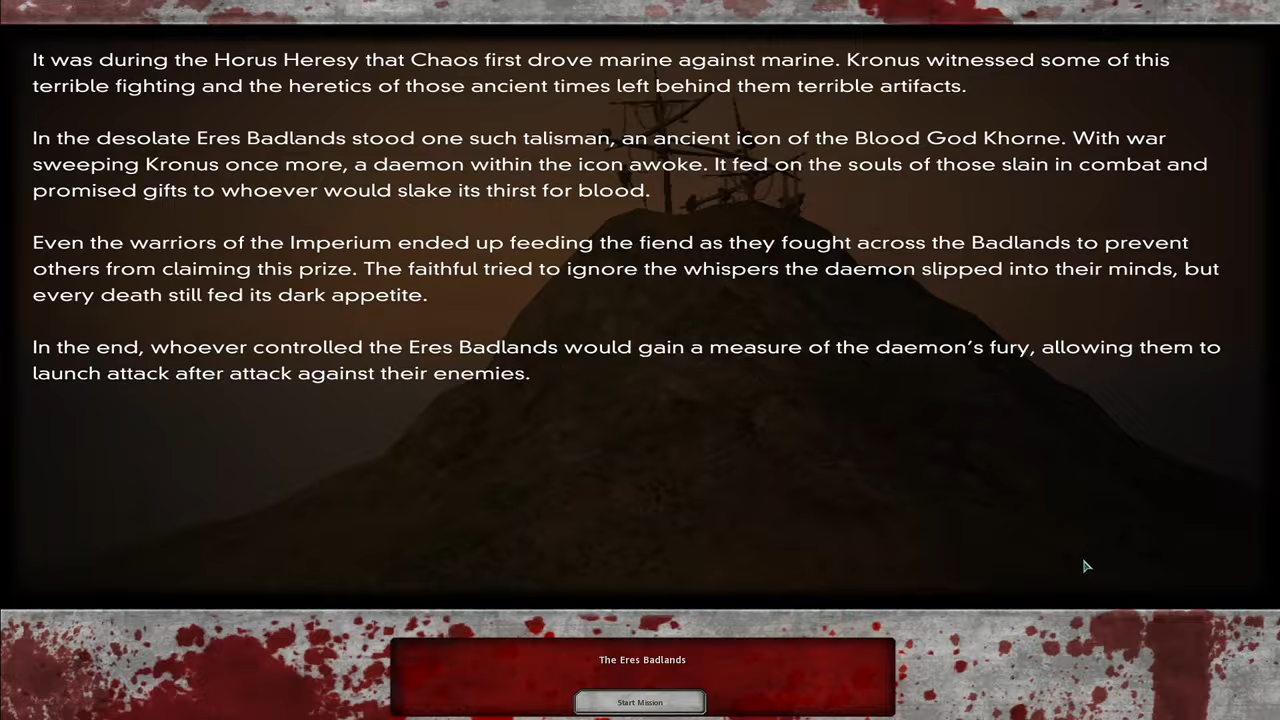 It was during the Horus Heresy that Chaos first drove marine against marine. Kronus witnessed some of this
terrible fighting and the heretics of those ancient times left behind them terrible artifacts.
In the desolate Eres Badlands stood one such talisman, an ancient icon of the Blood God Khorne. With war
sweeping Kronus once more, a daemon within the icon awoke. It fed on the souls of those slain in combat and
promised gifts to whoever would slake its thirst for blood.
Even the warriors of the Imperium ended up feeding the fiend as they fought across the Badlands to prevent
others from claiming this prize. The faithful tried to ignore the whispers the daemon slipped into their minds, but
every death still fed its dark appetite.
In the end, whoever controlled the Eres Badlands would gain a measure of the daemon's fury, allowing them to
launch attack after attack against their enemies.
The Eres Badlands
Start Mission